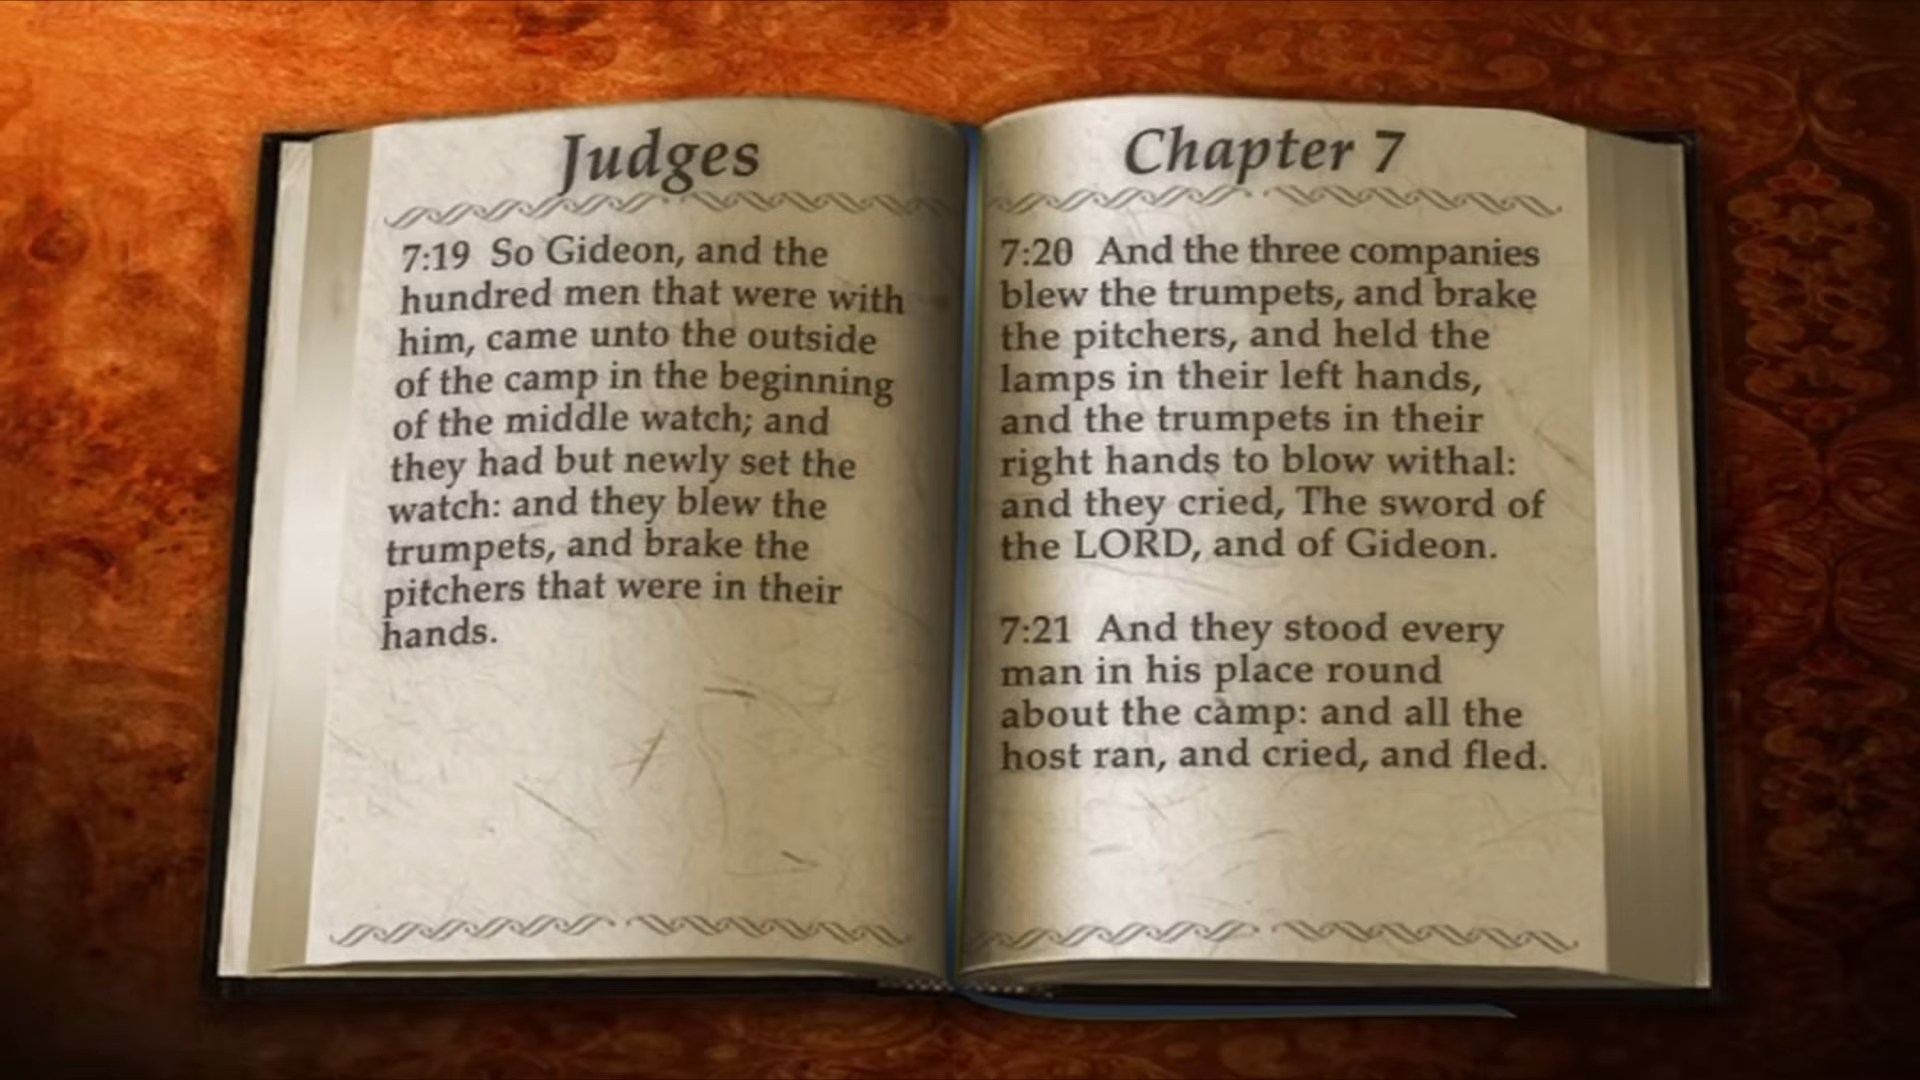 Judges
7:19 So Gideon, and the
hundred men that were with
him, came unto the outside
of the camp in the beginning
of the middle watch; and
they had but newly set the
watch: and they blew the
trumpets, and brake the
pitchers that were in their
hands.
Chapter 7
7:20 And the three companies
blew the trumpets, and brake
the pitchers, and held the
lamps in their left hands,
and the trumpets in their
right hands to blow withal:
and they cried, The sword of
the LORD, and of Gideon.
7:21 And they stood every
man in his place round
about the camp: and all the
host ran, and cried, and fled.